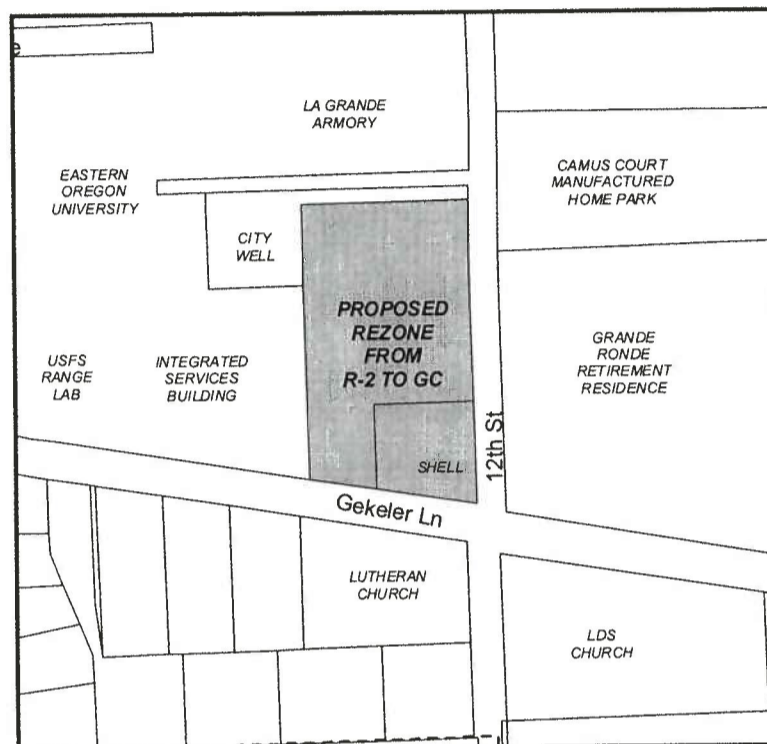 e
LA GRANDE
ARMORY
EASTERN
OREGON
UNIVERSITY
CAMUS COURT
MANUFACTURED
HOME PARK
CITY
WELL
PROPOSED
REZONE
FROM
R-2 TO GC
USFS
RANGE
LAB
INTEGRATED
SERVICES
BUILDING
GRANDE
RONDE
RETIREMENT
RESIDENCE
12th St
SHELL
Gekeler Ln
LUTHERAN
CHURCH
LDS
CHURCH